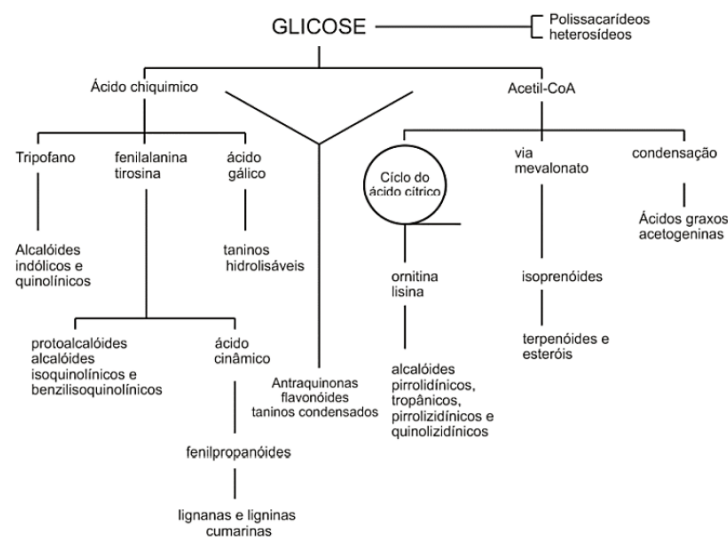 GLICOSE
Polissacarídeos
heterosídeos
Ácido chiquimico
Acetil-CoA
Tripofano
fenilalanina
tirosina
ácido
gálico
Cíclo do
ácido cítrico
via
mevalonato
condensação
Alcalóides
indólicos e
quinolínicos
taninos
hidrolisáveis
ornitina
lisina
isoprenóides
Ácidos graxos
acetogeninas
protoalcalóides
alcalóides
isoquinolínicos e
benzilisoquinolínicos
ácido
cinâmico
Antraquinonas
flavonóides
taninos condensados
alcalóides
pirrolidínicos,
tropânicos,
pirrolizidínicos e
quinolizidínicos
terpenóides e
esteróis
fenilpropanóides
lignanas e ligninas
cumarinas